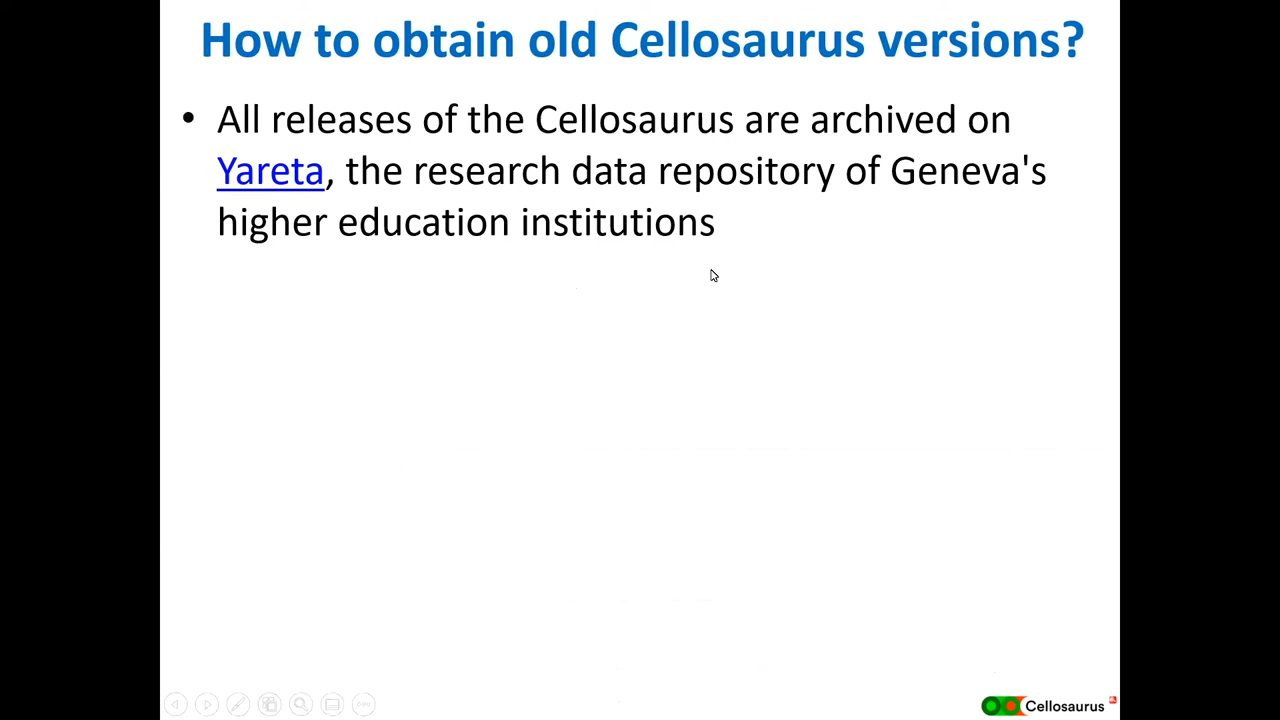 How to obtain old Cellosaurus versions?
• All releases of the Cellosaurus are archived on
Yareta, the research data repository of Geneva's
higher education institutions
Cellosaurus